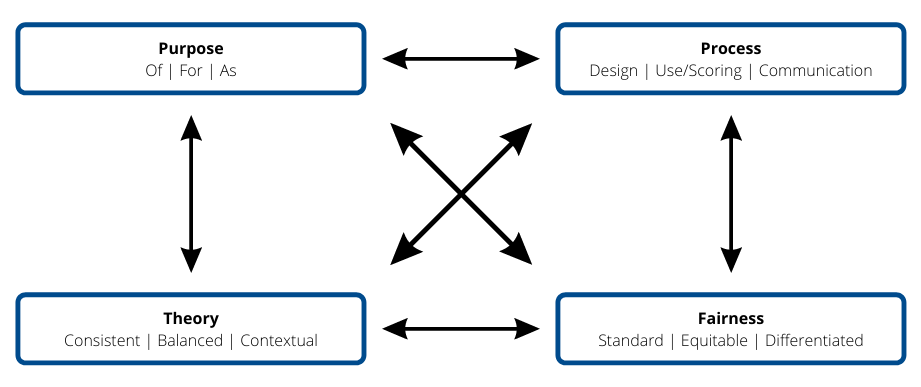 Purpose
Of | For | As
Process
Design | Use/Scoring | Communication
Theory
Consistent | Balanced | Contextual
Fairness
Standard | Equitable | Differentiated